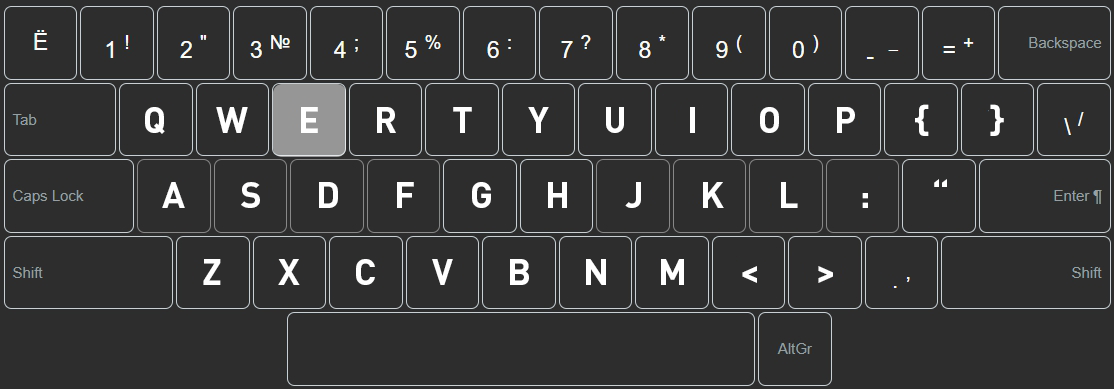 Ё 1 ! 2 " 3 № 4 ; 5 % 6 : 7 ? 8 * 9 ( 0 ) - _ = + Backspace
Tab Q W E R T Y U I O P { } \ /
Caps Lock A S D F G H J K L : “ Enter ¶
Shift Z X C V B N M < > . , Shift
AltGr